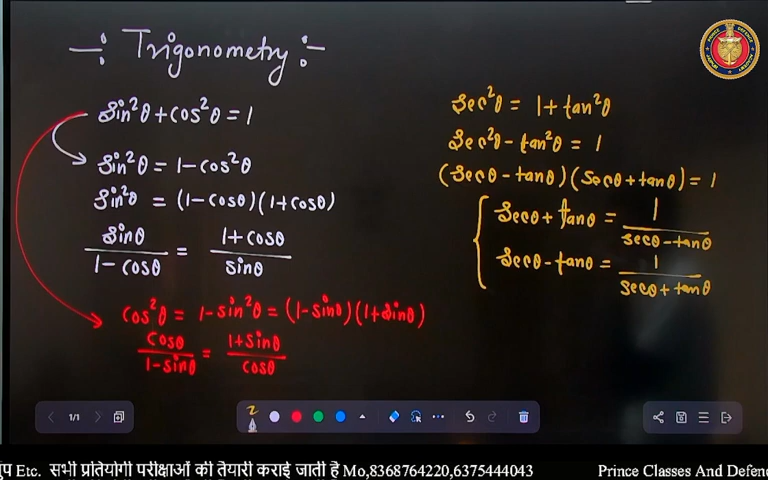 -: Trigonometry :-
sin²θ + cos²θ = 1
sin²θ = 1 - cos²θ
sin²θ = (1 - cosθ)(1 + cosθ)
sinθ/(1 - cosθ) = (1 + cosθ)/sinθ
cos²θ = 1 - sin²θ = (1 - sinθ)(1 + sinθ)
cosθ/(1 - sinθ) = (1 + sinθ)/cosθ
sec²θ = 1 + tan²θ
sec²θ - tan²θ = 1
(secθ - tanθ)(secθ + tanθ) = 1
secθ + tanθ = 1/(secθ - tanθ)
secθ - tanθ = 1/(secθ + tanθ)
1/1
Etc. सभी प्रतियोगी परीक्षाओं की तैयारी कराई जाती है Mo,8368764220,6375444043 Prince Classes And Defenc